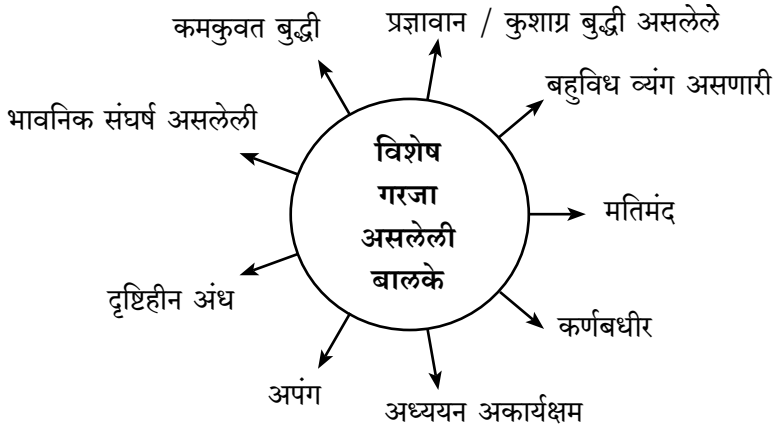 कमकुवत बुद्धी
प्रज्ञावान / कुशाग्र बुद्धी असलेले
बहुविध व्यंग असणारी
भावनिक संघर्ष असलेली
विशेष
गरजा
असलेली
बालके
मतिमंद
दृष्टिहीन अंध
कर्णबधीर
अपंग
अध्ययन अकार्यक्षम